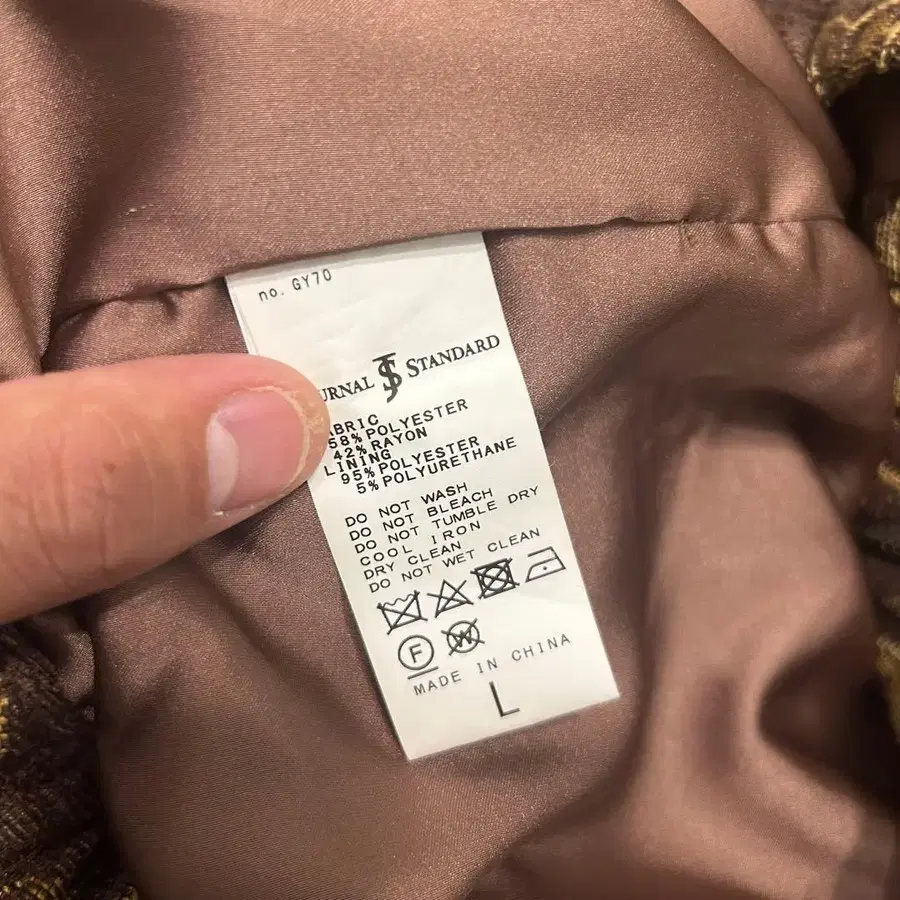 no. GY70
URNAL JS STANDARD
ABRIC
58% POLYESTER
42% RAYON
LINING
95% POLYESTER
5% POLYURETHANE
DO NOT WASH
DO NOT BLEACH
DO NOT TUMBLE DRY
COOL IRON
DRY CLEAN
DO NOT WET CLEAN
F W
MADE IN CHINA
L